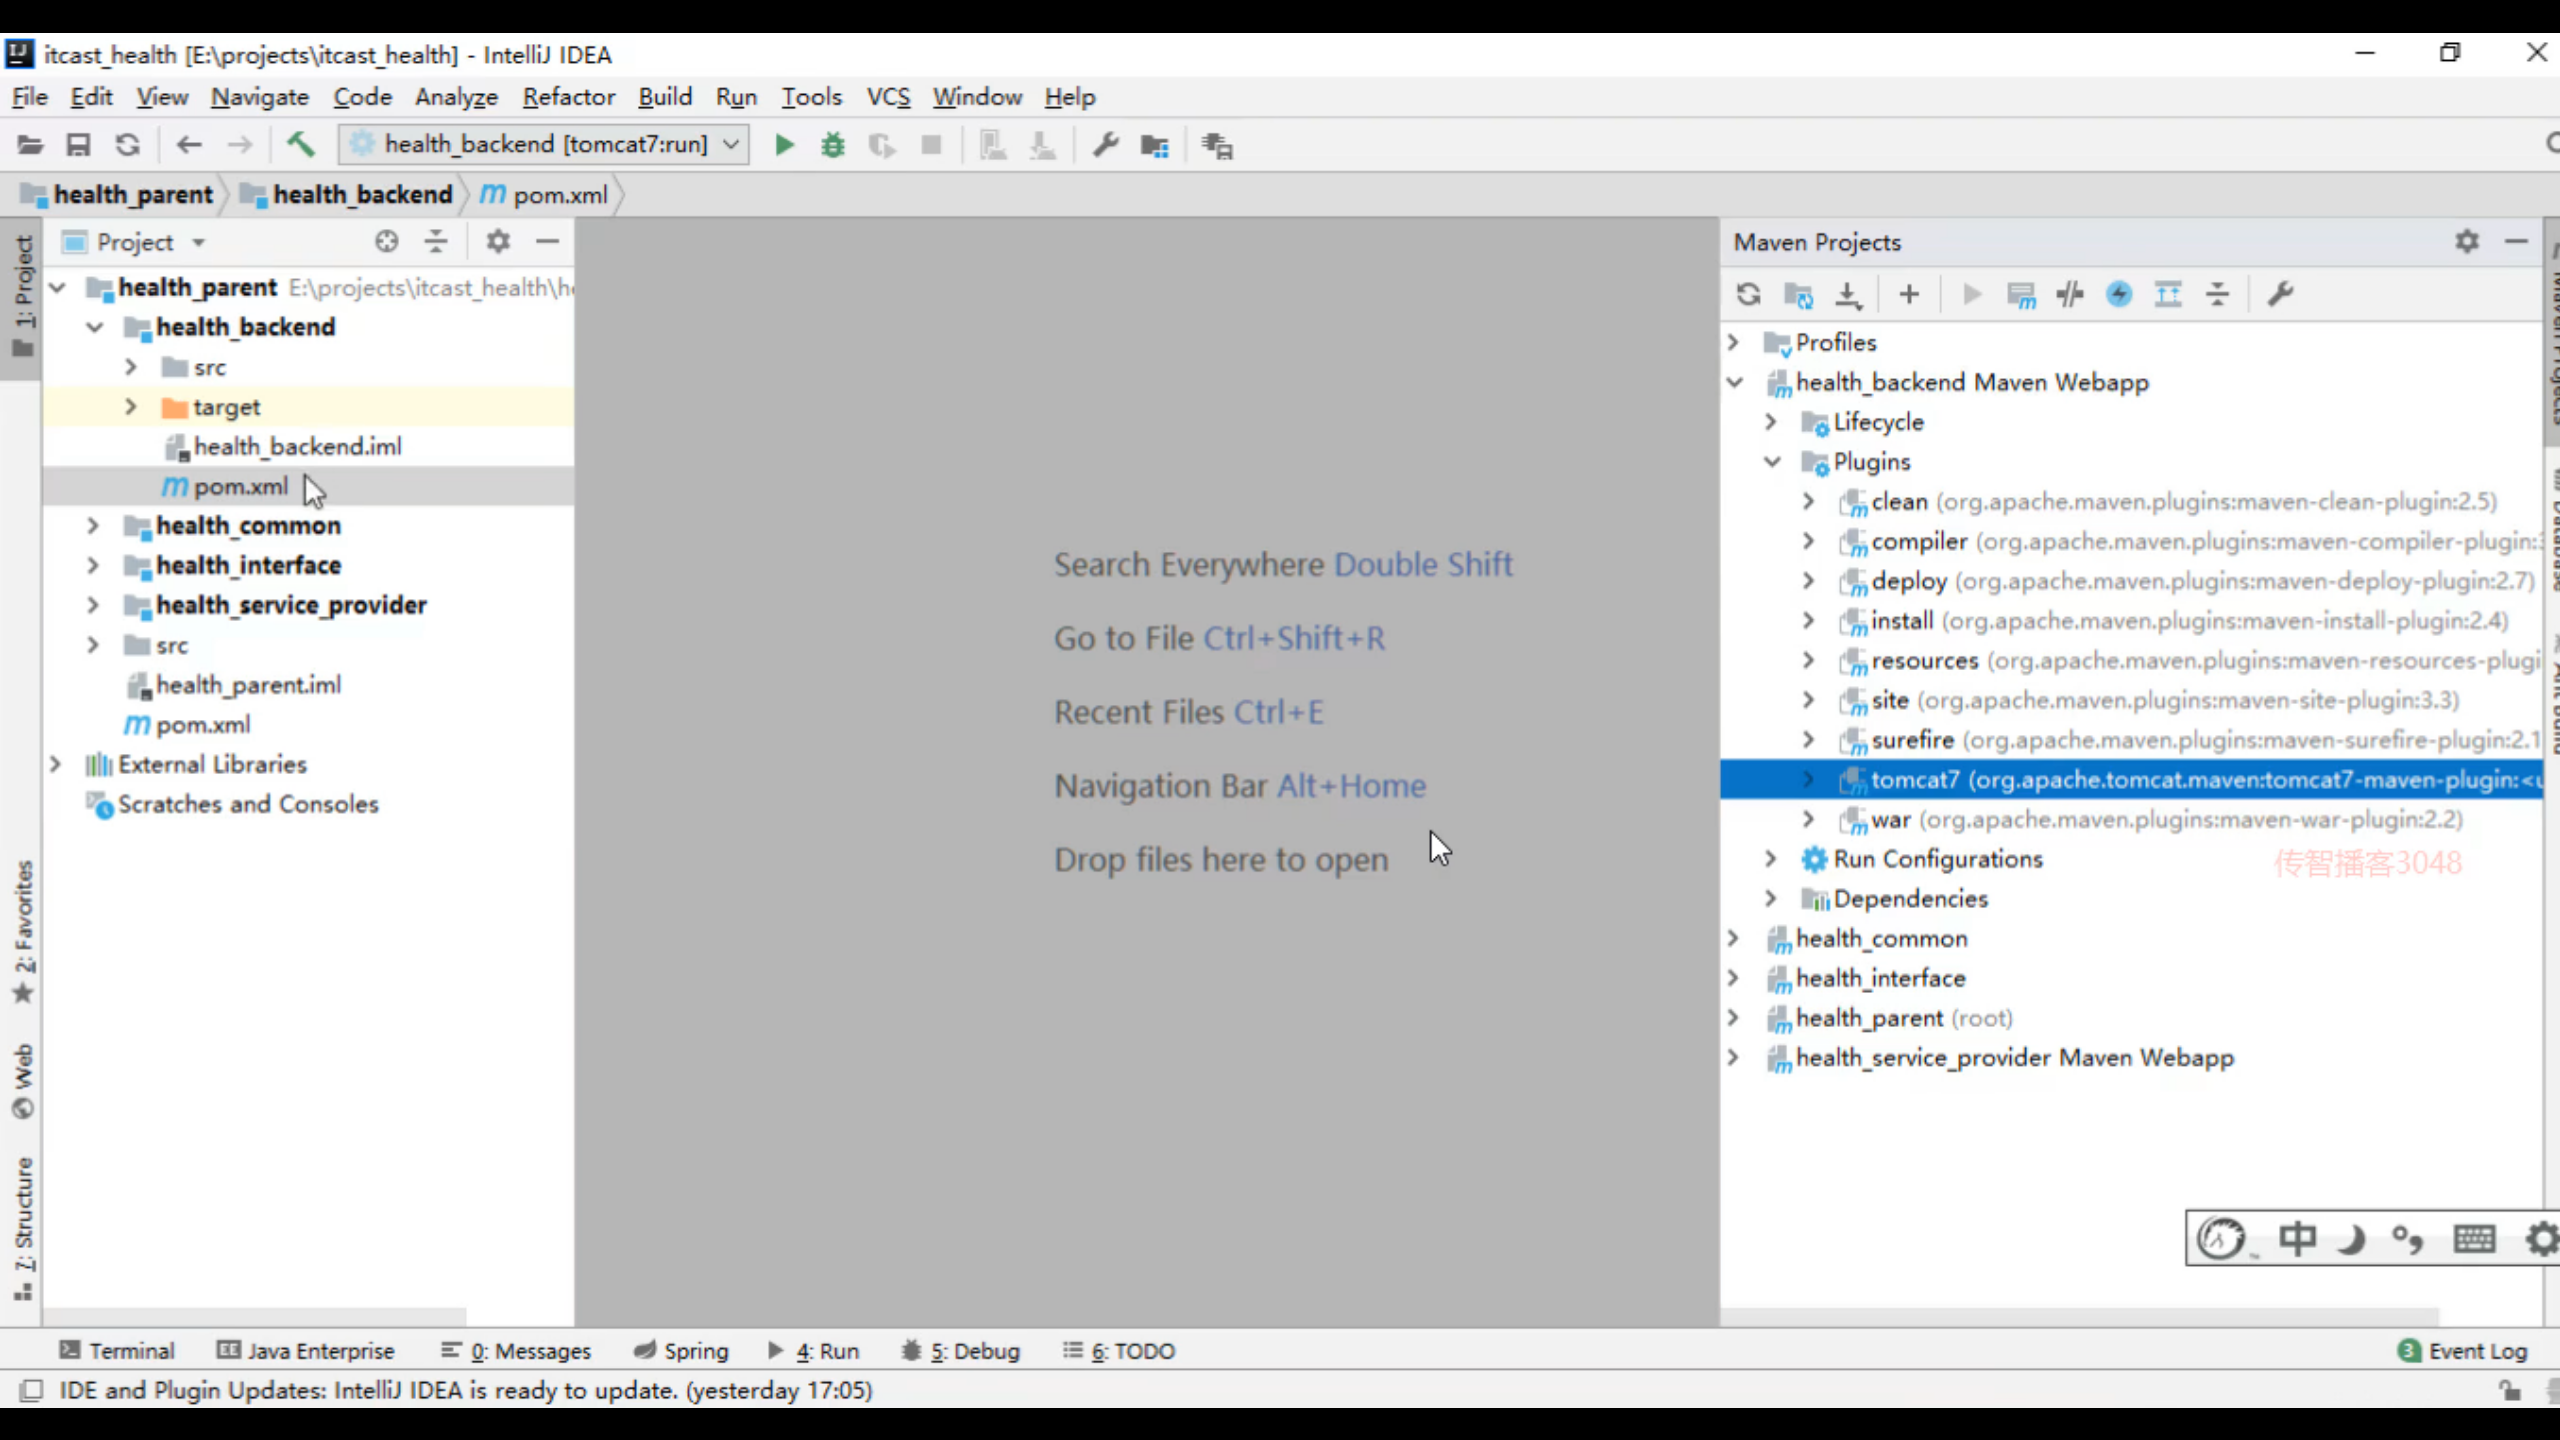 itcast_health [E:\projects\itcast_health] - IntelliJ IDEA
File Edit View Navigate Code Analyze Refactor Build Run Tools VCS Window Help
health_backend [tomcat7:run]
health_parent health_backend pom.xml
1: Project
2: Favorites
Web
7: Structure
Project
health_parent E:\projects\itcast_health\he
health_backend
src
target
health_backend.iml
pom.xml
health_common
health_interface
health_service_provider
src
health_parent.iml
pom.xml
External Libraries
Scratches and Consoles
Search Everywhere Double Shift
Go to File Ctrl+Shift+R
Recent Files Ctrl+E
Navigation Bar Alt+Home
Drop files here to open
Maven Projects
Profiles
health_backend Maven Webapp
Lifecycle
Plugins
clean (org.apache.maven.plugins:maven-clean-plugin:2.5)
compiler (org.apache.maven.plugins:maven-compiler-plugin:
deploy (org.apache.maven.plugins:maven-deploy-plugin:2.7)
install (org.apache.maven.plugins:maven-install-plugin:2.4)
resources (org.apache.maven.plugins:maven-resources-plugi
site (org.apache.maven.plugins:maven-site-plugin:3.3)
surefire (org.apache.maven.plugins:maven-surefire-plugin:2.1
tomcat7 (org.apache.tomcat.maven:tomcat7-maven-plugin:<u
war (org.apache.maven.plugins:maven-war-plugin:2.2)
Run Configurations
传智播客3048
Dependencies
health_common
health_interface
health_parent (root)
health_service_provider Maven Webapp
中
Terminal Java Enterprise 0: Messages Spring 4: Run 5: Debug 6: TODO 3 Event Log
IDE and Plugin Updates: IntelliJ IDEA is ready to update. (yesterday 17:05)